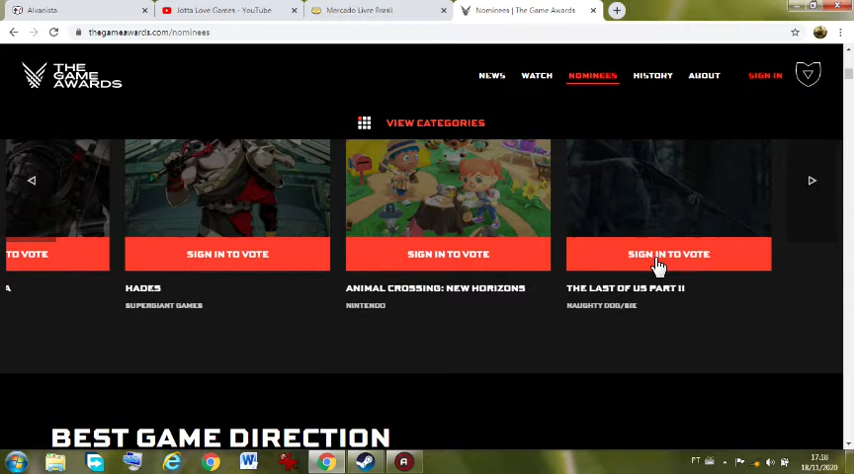 Alvanista
Jotta Love Games - YouTube
Mercado Livre Brasil
Nominees | The Game Awards
thegameawards.com/nominees
THE
GAME
AWARDS
NEWS
WATCH
NOMINEES
HISTORY
ABOUT
SIGN IN
VIEW CATEGORIES
TO VOTE
SIGN IN TO VOTE
SIGN IN TO VOTE
SIGN IN TO VOTE
A
HADES
ANIMAL CROSSING: NEW HORIZONS
THE LAST OF US PART II
SUPERGIANT GAMES
NINTENDO
NAUGHTY DOG/SIE
BEST GAME DIRECTION
PT
17:18
18/11/2020